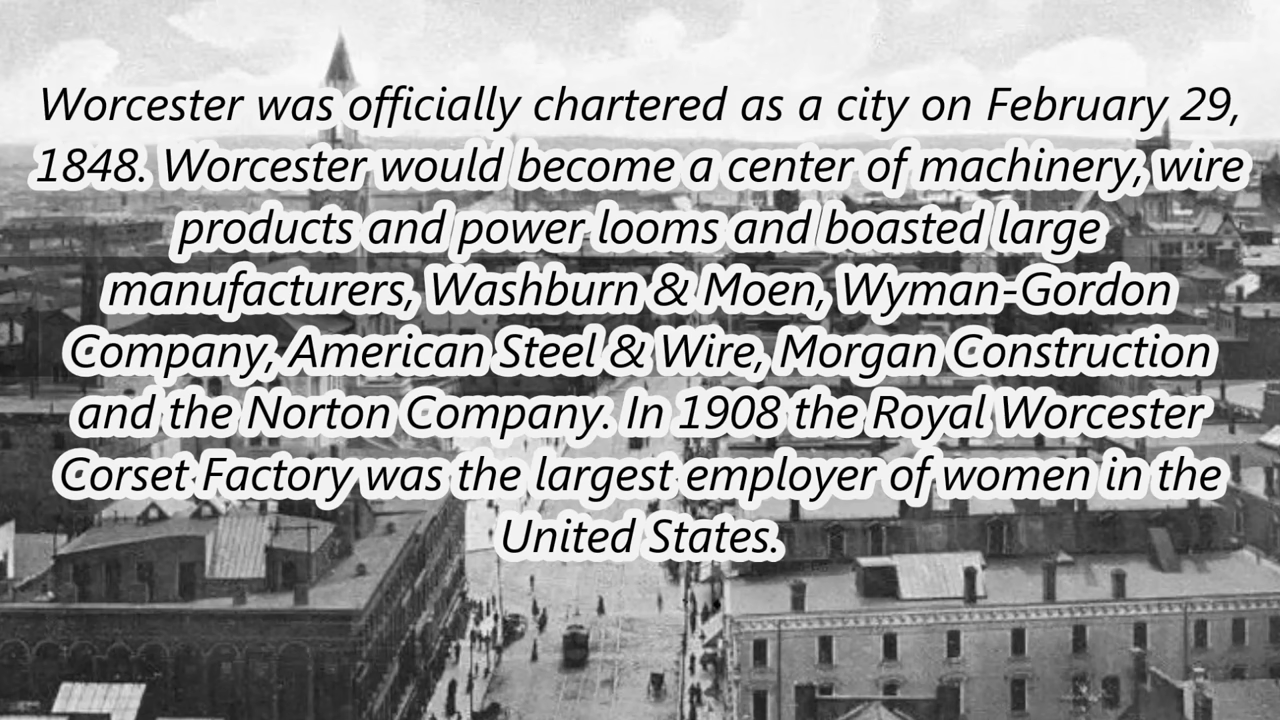 Worcester was officially chartered as a city on February 29,
1848. Worcester would become a center of machinery, wire
products and power looms and boasted large
manufacturers, Washburn & Moen, Wyman-Gordon
Company, American Steel & Wire, Morgan Construction
and the Norton Company. In 1908 the Royal Worcester
Corset Factory was the largest employer of women in the
United States.